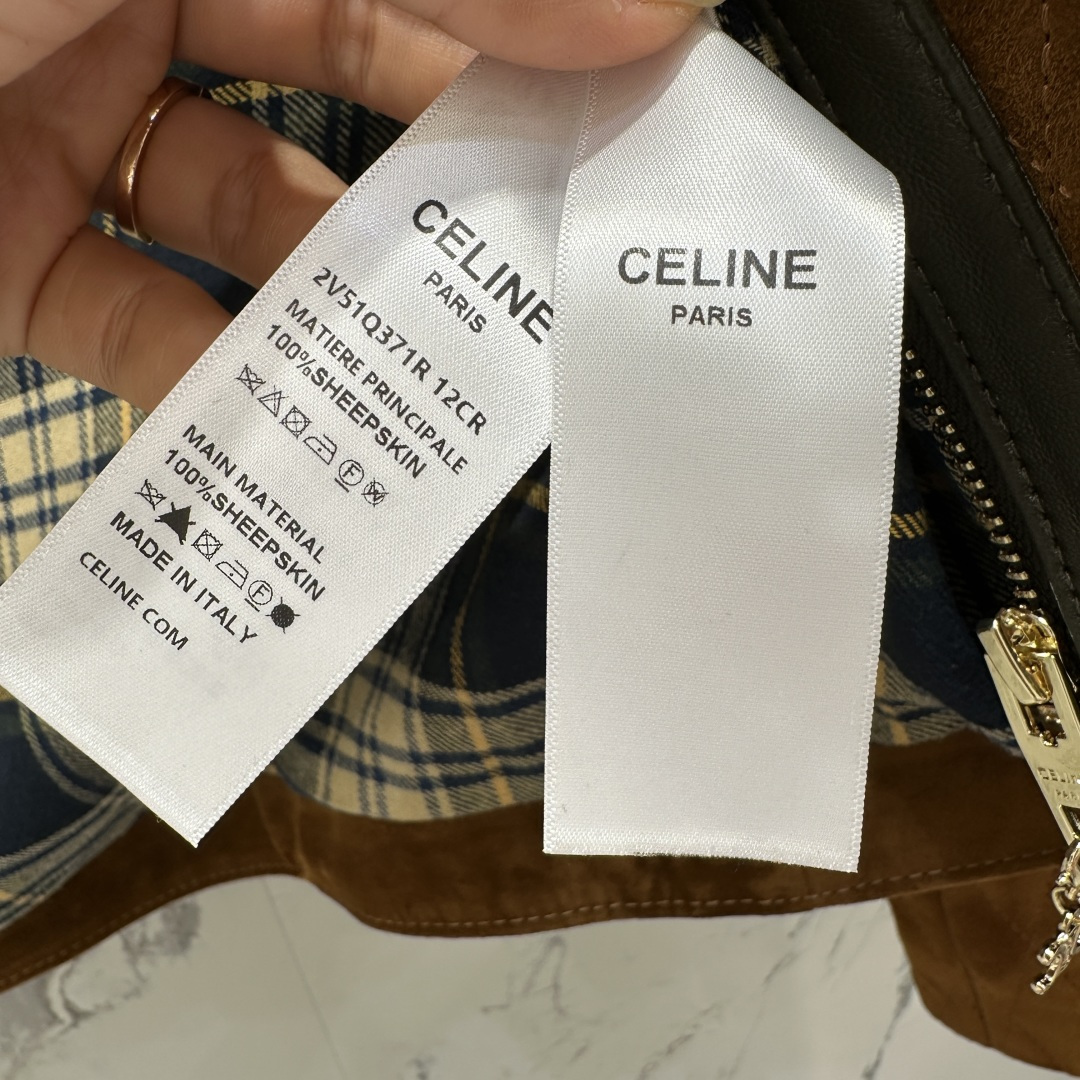 CELINE
PARIS
2V51Q371R 12CR
MATIERE PRINCIPALE
100%SHEEPSKIN
F W
MAIN MATERIAL
100%SHEEPSKIN
F
MADE IN ITALY
CELINE COM
CELINE
PARIS